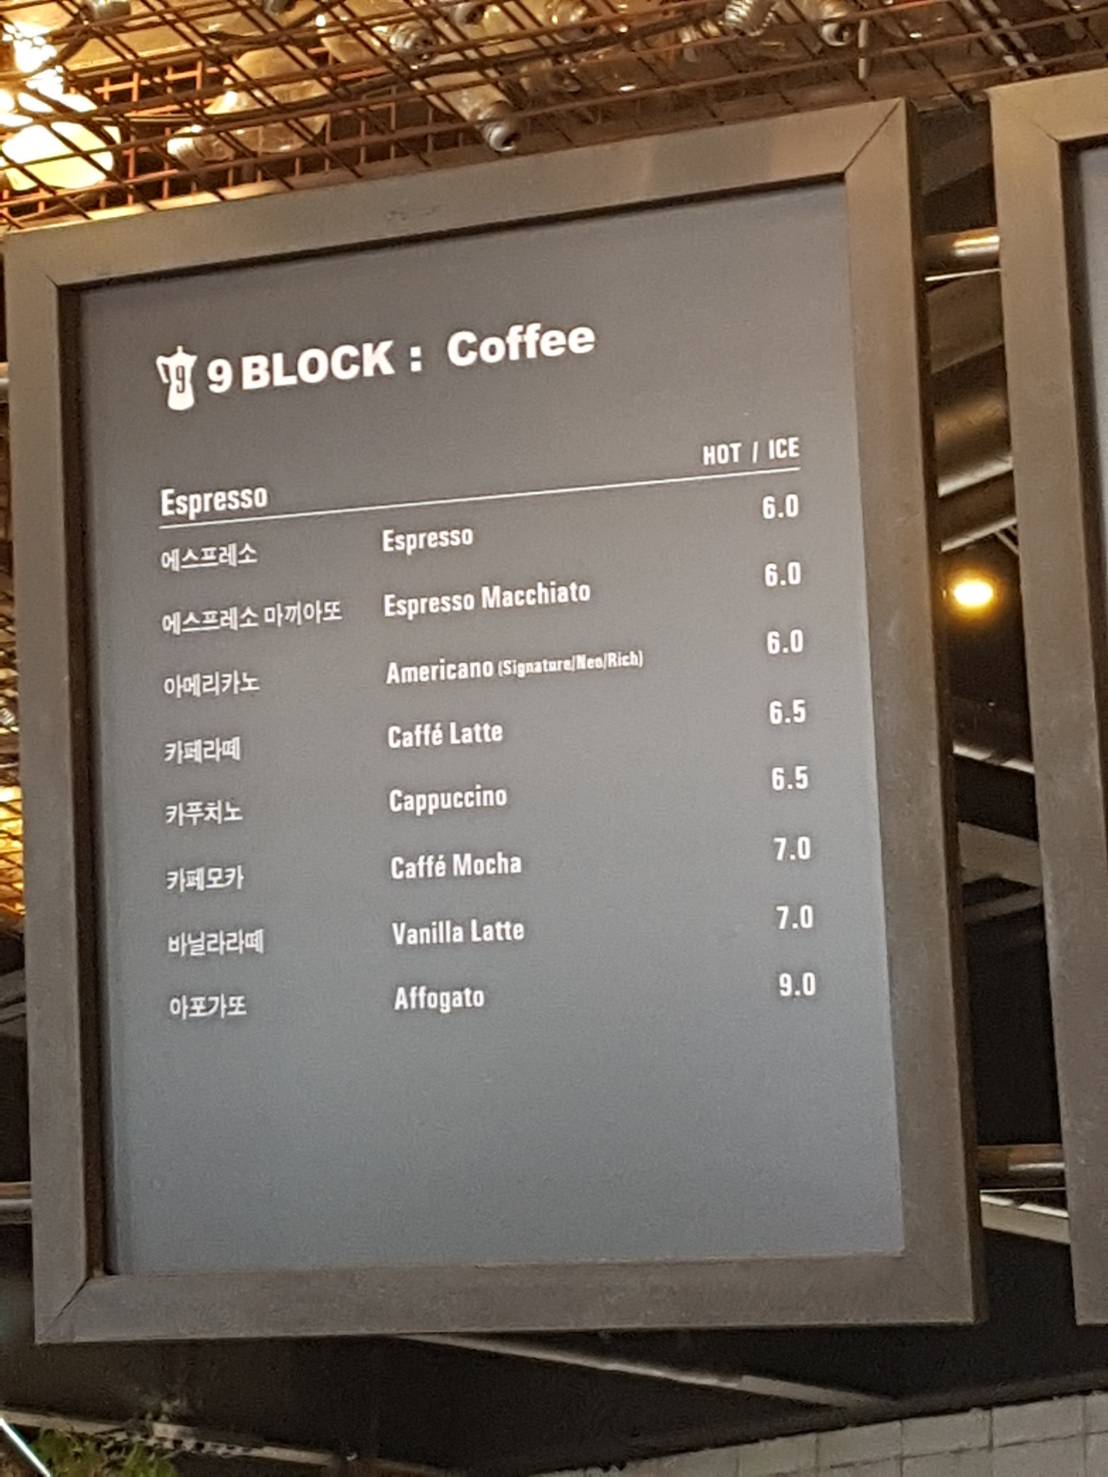 9 9 BLOCK : Coffee
HOT / ICE
Espresso
에스프레소 Espresso 6.0
에스프레소 마끼아또 Espresso Macchiato 6.0
아메리카노 Americano (Signature/Neo/Rich) 6.0
카페라떼 Caffé Latte 6.5
카푸치노 Cappuccino 6.5
카페모카 Caffé Mocha 7.0
바닐라라떼 Vanilla Latte 7.0
아포가또 Affogato 9.0